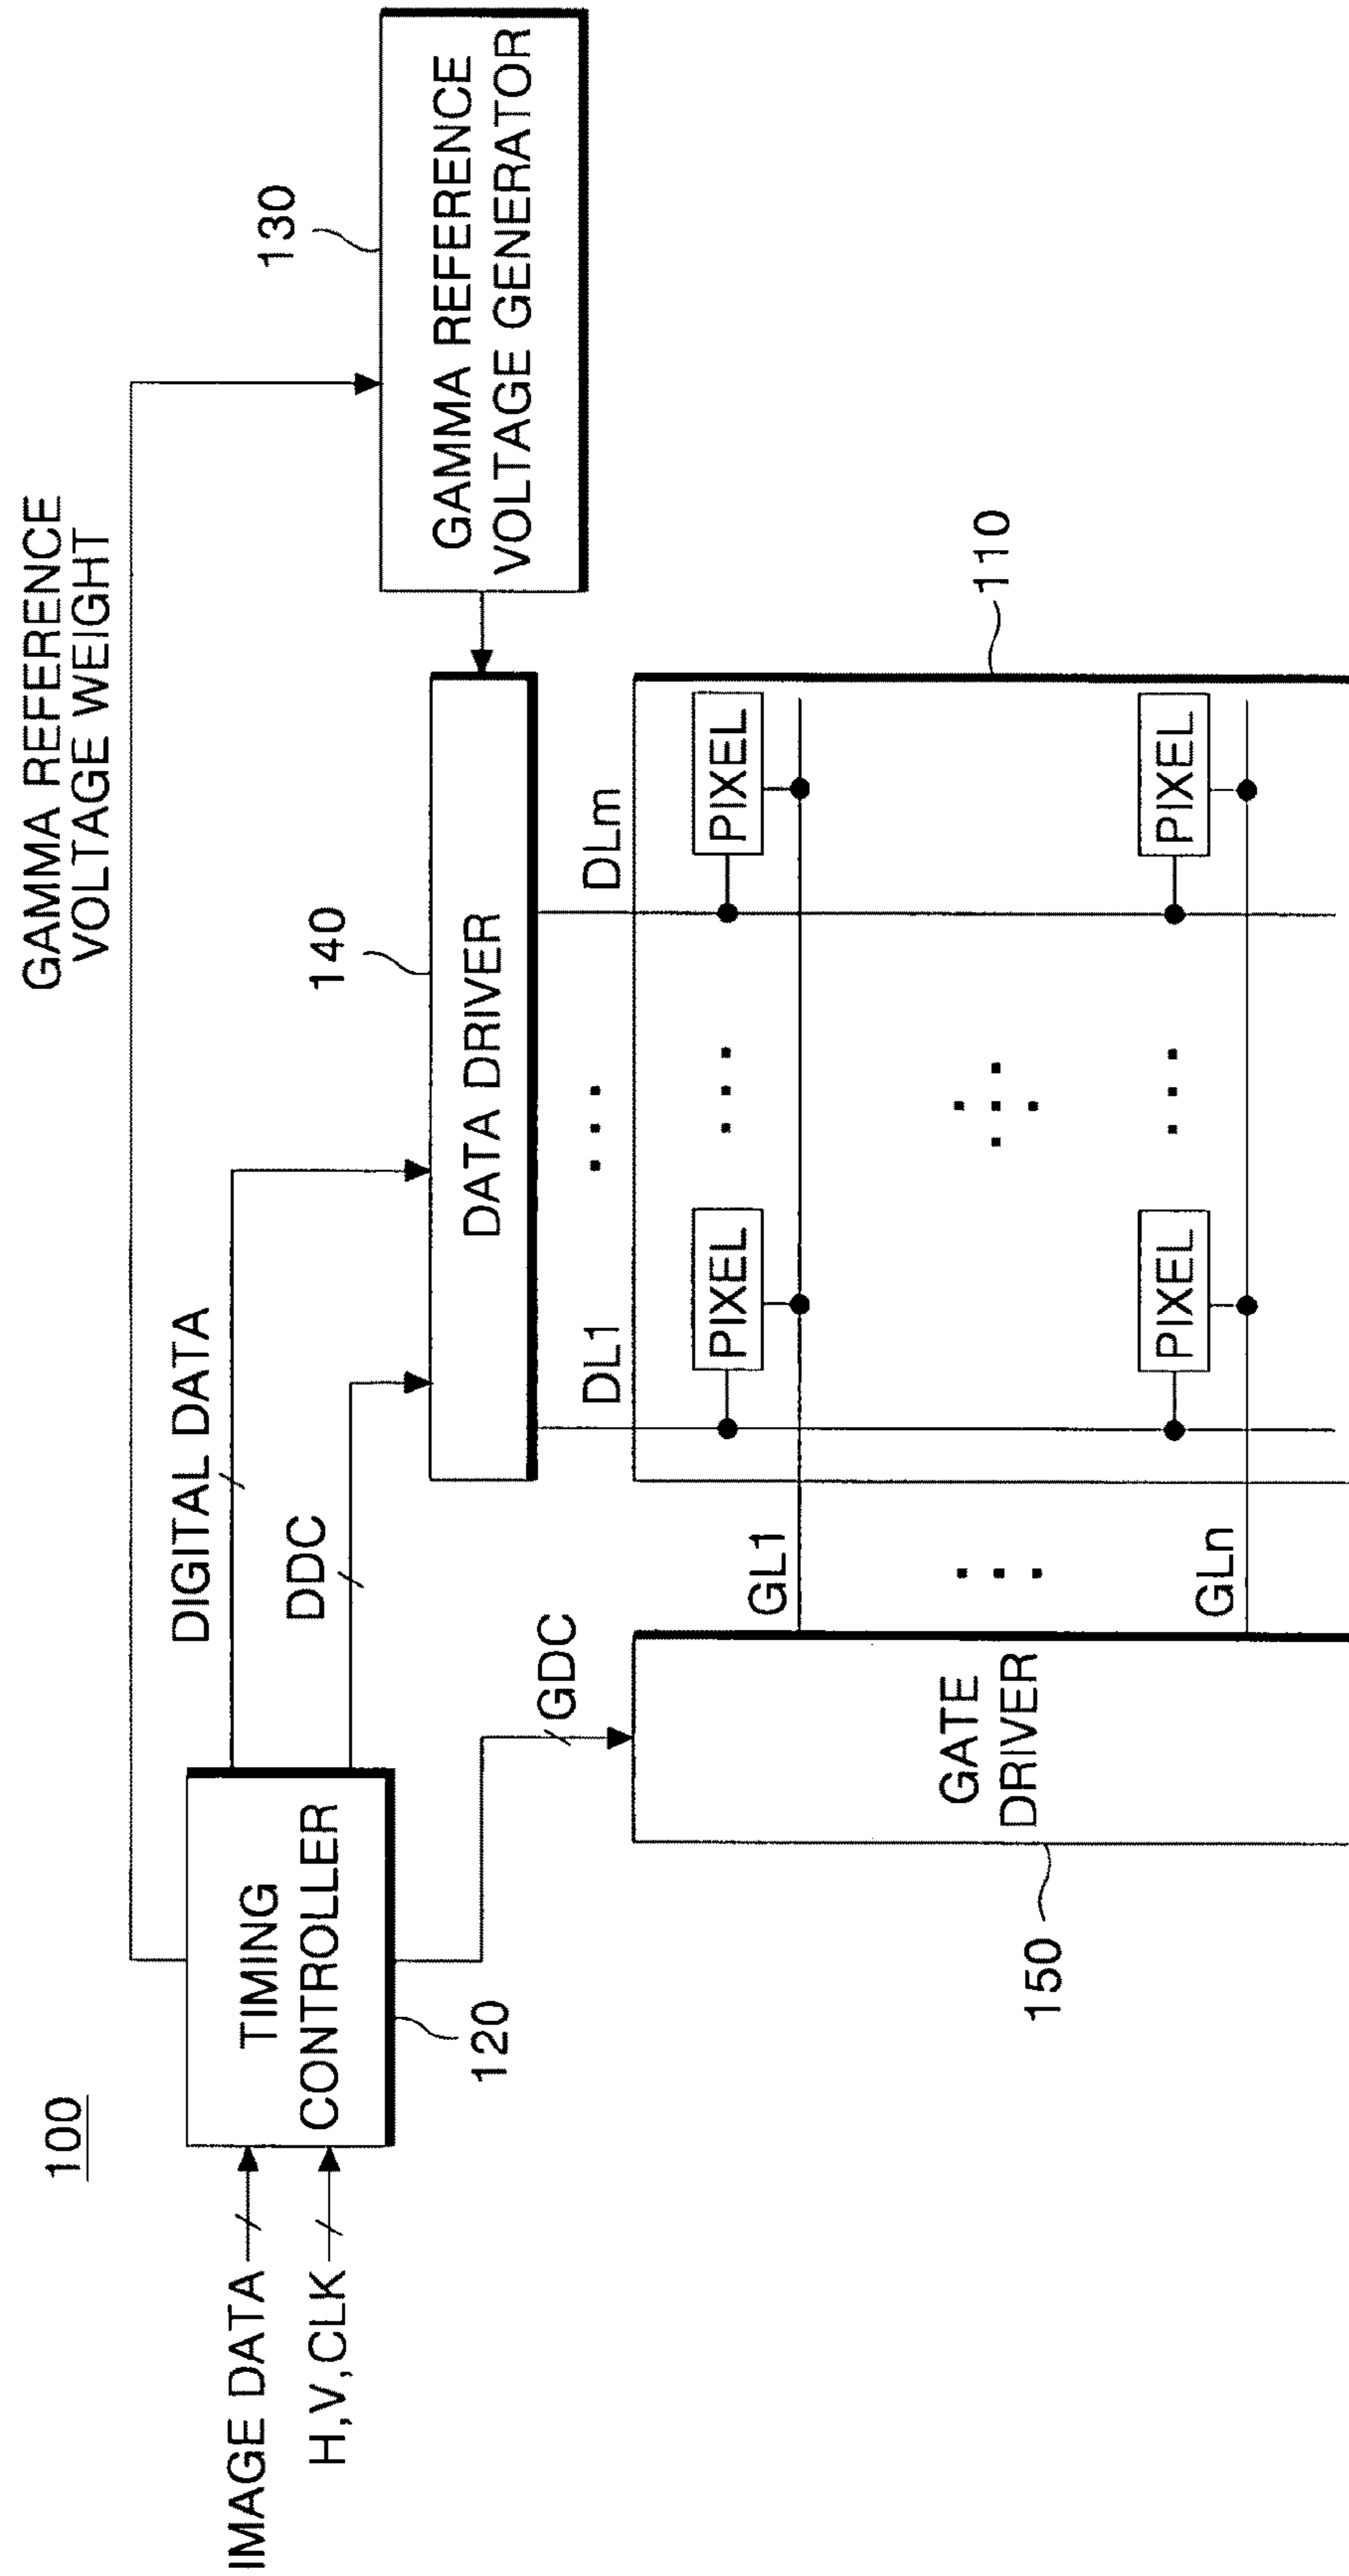 100
GAMMA REFERENCE
VOLTAGE WEIGHT
IMAGE DATA
H,V,CLK
TIMING
CONTROLLER
120
DIGITAL DATA
DDC
GDC
140
DATA DRIVER
130
GAMMA REFERENCE
VOLTAGE GENERATOR
DL1
DLm
110
GATE
DRIVER
150
GL1
GLn
PIXEL
PIXEL
PIXEL
PIXEL